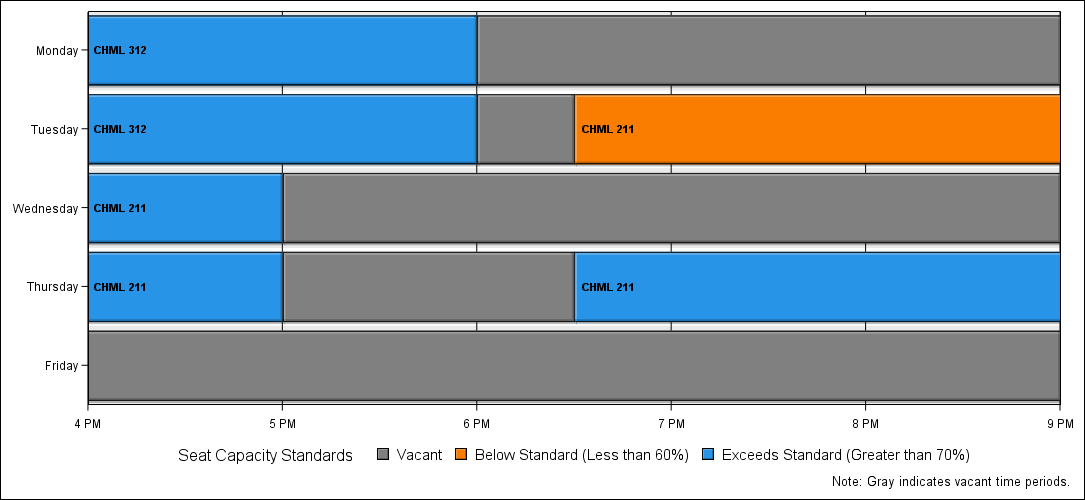 Monday
CHML 312
Tuesday
CHML 312
CHML 211
Wednesday
CHML 211
Thursday
CHML 211
CHML 211
Friday
4 PM 5 PM 6 PM 7 PM 8 PM 9 PM
Seat Capacity Standards Vacant Below Standard (Less than 60%) Exceeds Standard (Greater than 70%)
Note: Gray indicates vacant time periods.